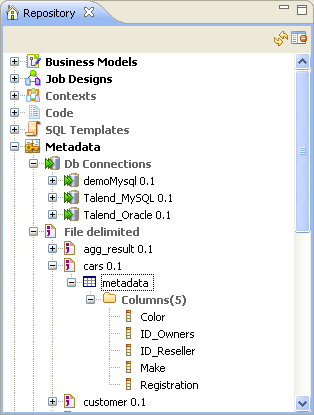 Repository
Business Models
Job Designs
Contexts
Code
SQL Templates
Metadata
Db Connections
demoMysql 0.1
Talend_MySQL 0.1
Talend_Oracle 0.1
File delimited
agg_result 0.1
cars 0.1
metadata
Columns(5)
Color
ID_Owners
ID_Reseller
Make
Registration
customer 0.1